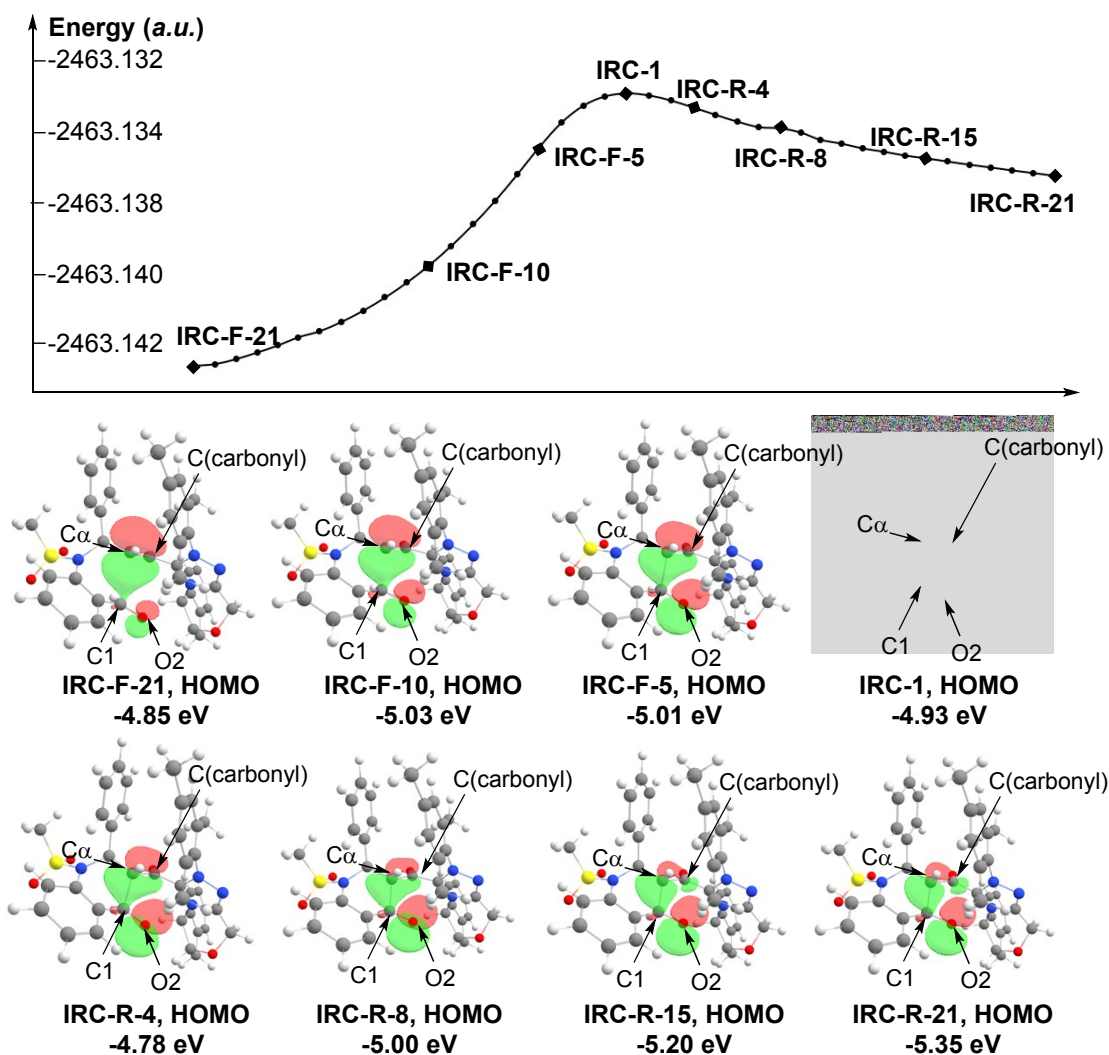 Energy (a.u.)
-2463.132
-2463.134
-2463.138
-2463.140
-2463.142
IRC-1
IRC-R-4
IRC-F-5
IRC-R-8
IRC-R-15
IRC-R-21
IRC-F-10
IRC-F-21
C(carbonyl)
Cα
C1
O2
IRC-F-21, HOMO
-4.85 eV
C(carbonyl)
Cα
C1
O2
IRC-F-10, HOMO
-5.03 eV
C(carbonyl)
Cα
C1
O2
IRC-F-5, HOMO
-5.01 eV
C(carbonyl)
Cα
C1
O2
IRC-1, HOMO
-4.93 eV
C(carbonyl)
Cα
C1
O2
IRC-R-4, HOMO
-4.78 eV
C(carbonyl)
Cα
C1
O2
IRC-R-8, HOMO
-5.00 eV
C(carbonyl)
Cα
C1
O2
IRC-R-15, HOMO
-5.20 eV
C(carbonyl)
Cα
C1
O2
IRC-R-21, HOMO
-5.35 eV